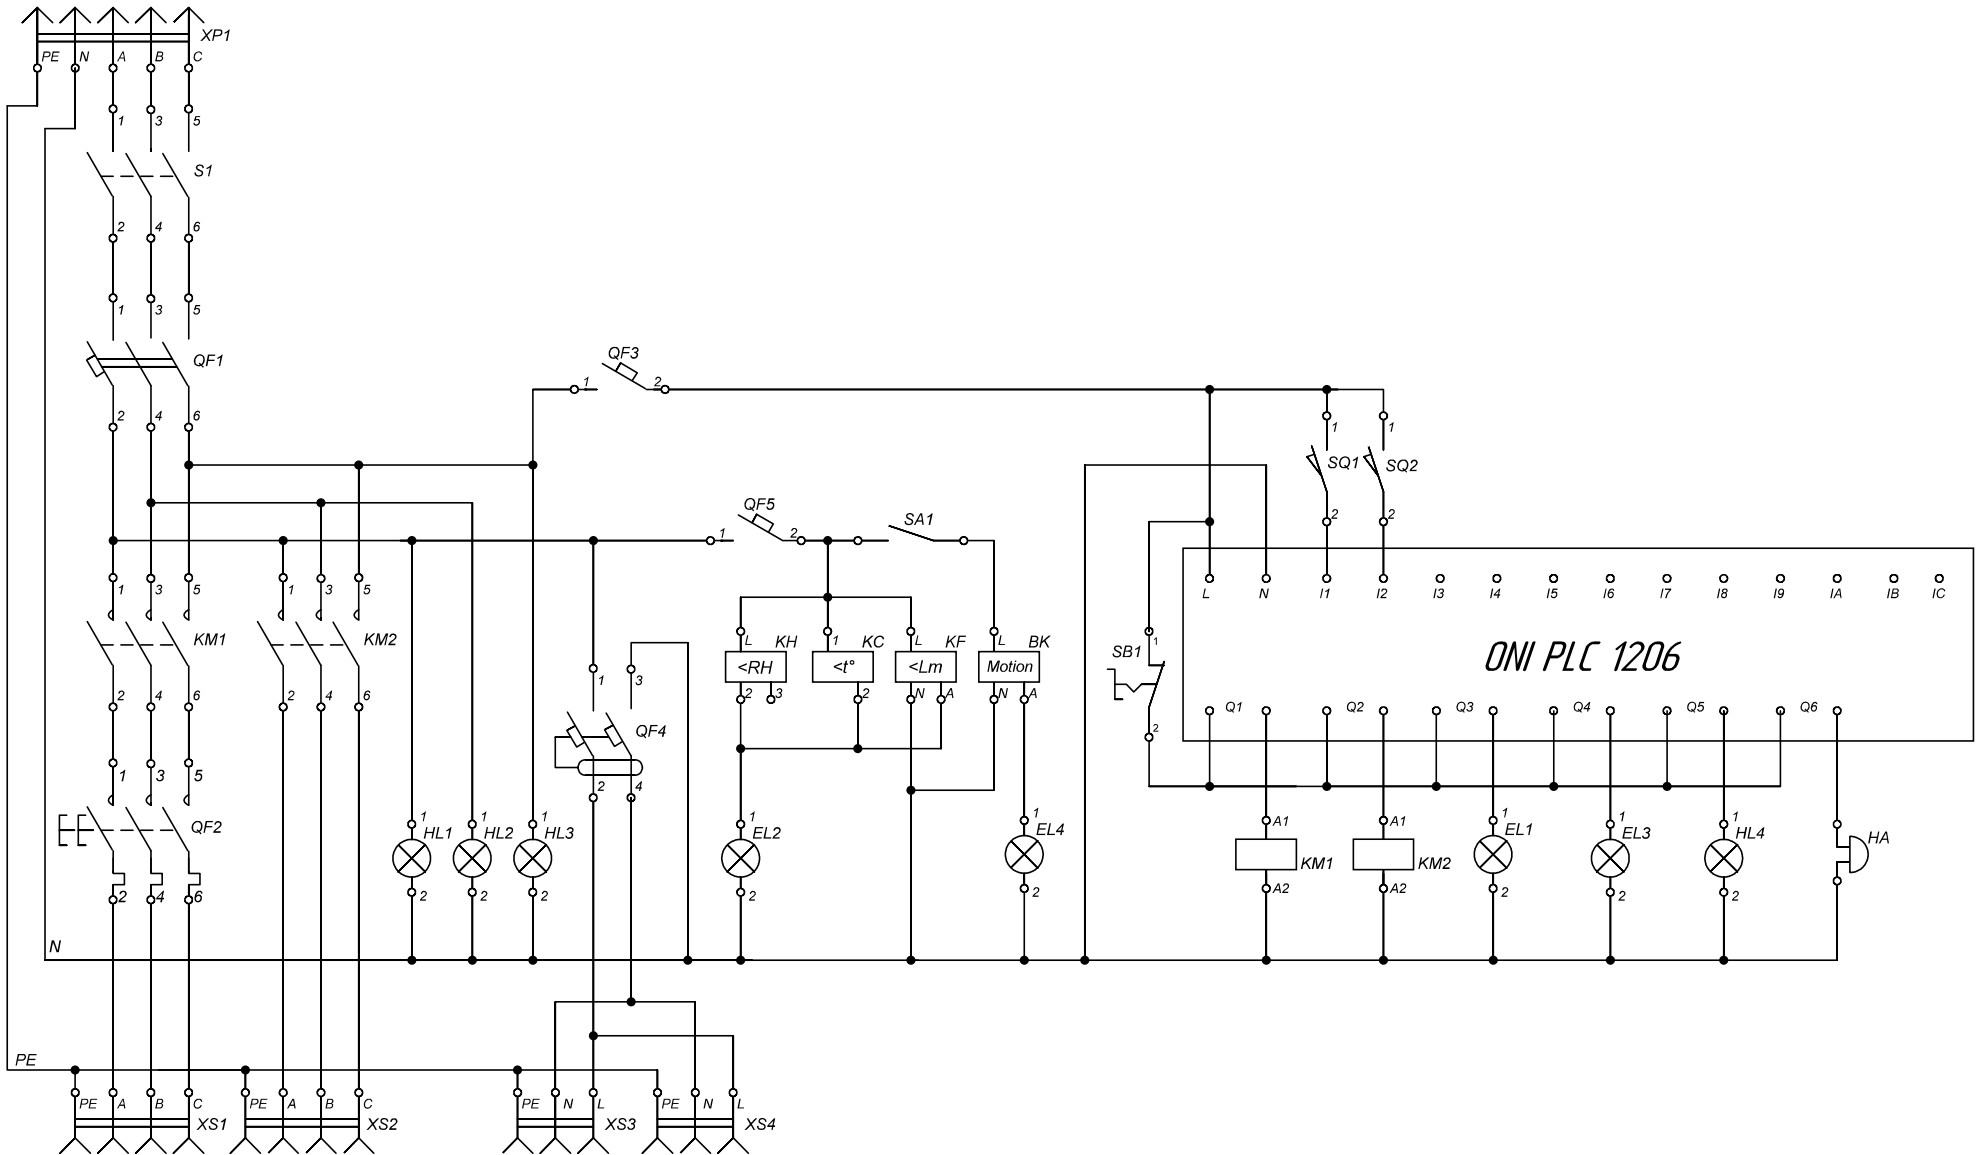 XP1
PE N A B C
1 3 5
S1
2 4 6
1 3 5
QF1
2 4 6
QF3
1 2
1 1
SQ1 SQ2
2 2
QF5
1 2
SA1
1 3 5
1 3 5
KM1
KM2
2 4 6
2 4 6
L N I1 I2 I3 I4 I5 I6 I7 I8 I9 IA IB IC
ONI PLC 1206
Q1 Q2 Q3 Q4 Q5 Q6
L KH 1 KC L KF L BK
<RH <t° <Lm Motion
2 3 2 N A N A
1
SB1
2
1 3
QF4
2 4
1 3 5
QF2
2 4 6
1 1 1 1 1
HL1 HL2 HL3 EL2 EL4
2 2 2 2 2
A1 A1 1 1 1
KM1 KM2 EL1 EL3 HL4 HA
A2 A2 2 2 2
N
PE
PE A B C PE A B C PE N L PE N L
XS1 XS2 XS3 XS4